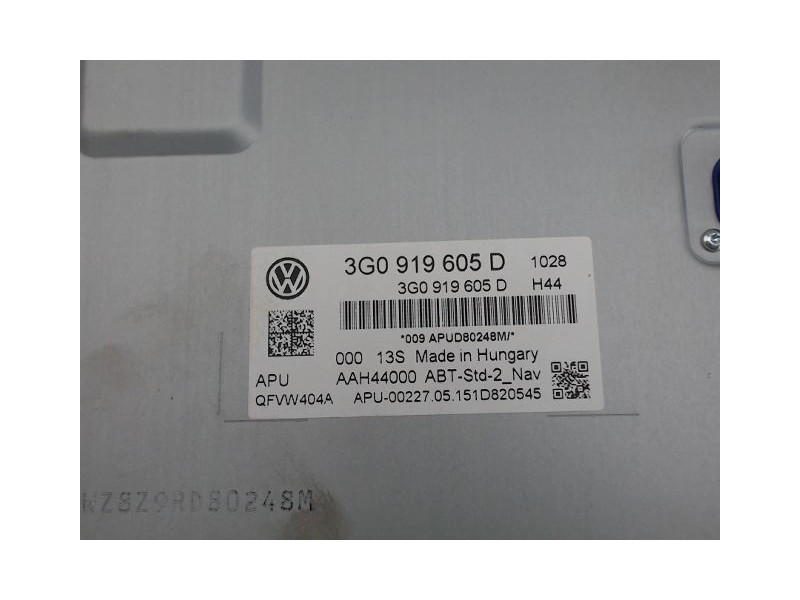 3G0 919 605 D 1028
3G0 919 605 D H44
*009 APUD80248M/*
000 13S Made in Hungary
APU AAH44000 ABT-Std-2_Nav
QFVW404A APU-00227.05.151D820545
WZ8Z9RD80248M